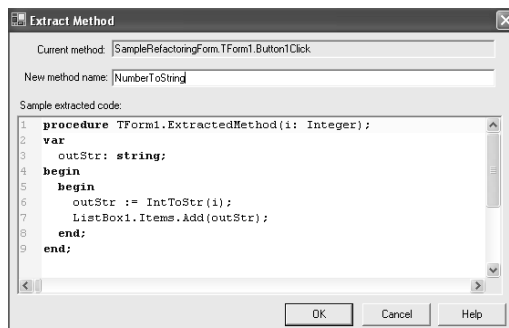 Extract Method
Current method: SampleRefactoringForm.TForm1.Button1Click
New method name: NumberToString
Sample extracted code:
1 procedure TForm1.ExtractedMethod(i: Integer);
2 var
3 outStr: string;
4 begin
5 begin
6 outStr := IntToStr(i);
7 ListBox1.Items.Add(outStr);
8 end;
9 end;
OK Cancel Help